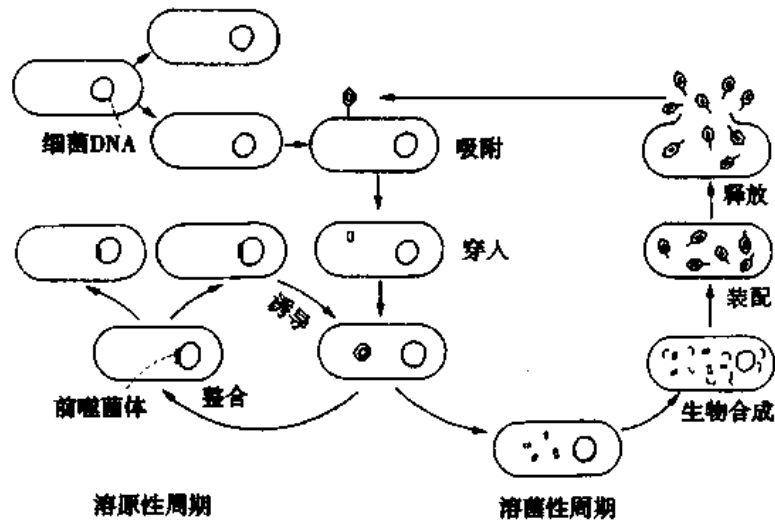 细菌DNA
吸附
释放
穿人
诱导
装配
前噬菌体
整合
生物合成
溶原性周期
溶菌性周期